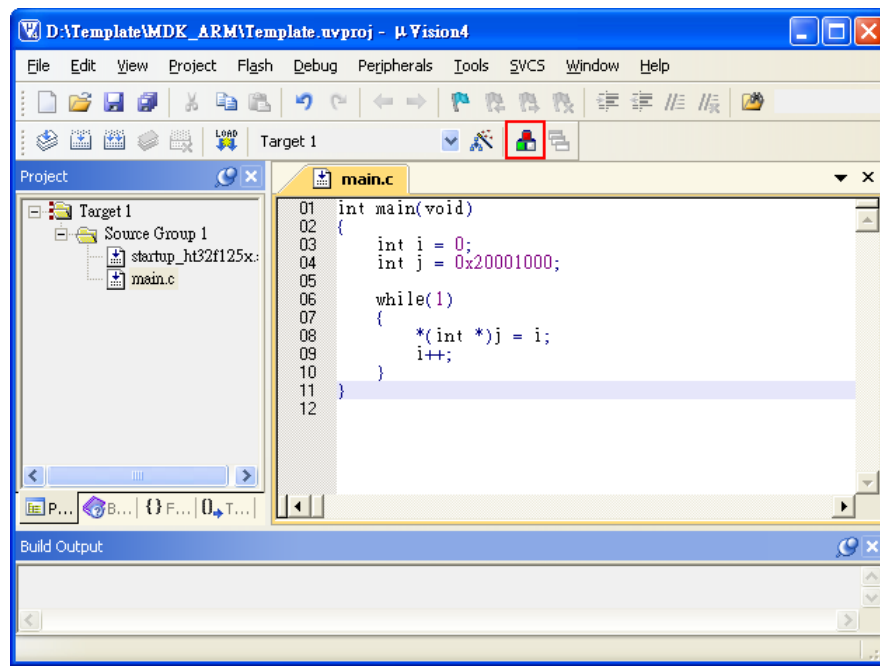 D:\Template\MDK_ARM\Template.uvproj - µVision4
File Edit View Project Flash Debug Peripherals Tools SVCS Window Help
LOAD Target 1
Project
main.c
Target 1
Source Group 1
startup_ht32f125x.s
main.c
01 int main(void)
02 {
03 int i = 0;
04 int j = 0x20001000;
05
06 while(1)
07 {
08 *(int *)j = i;
09 i++;
10 }
11 }
12
P... B... {} F... 0 T...
Build Output